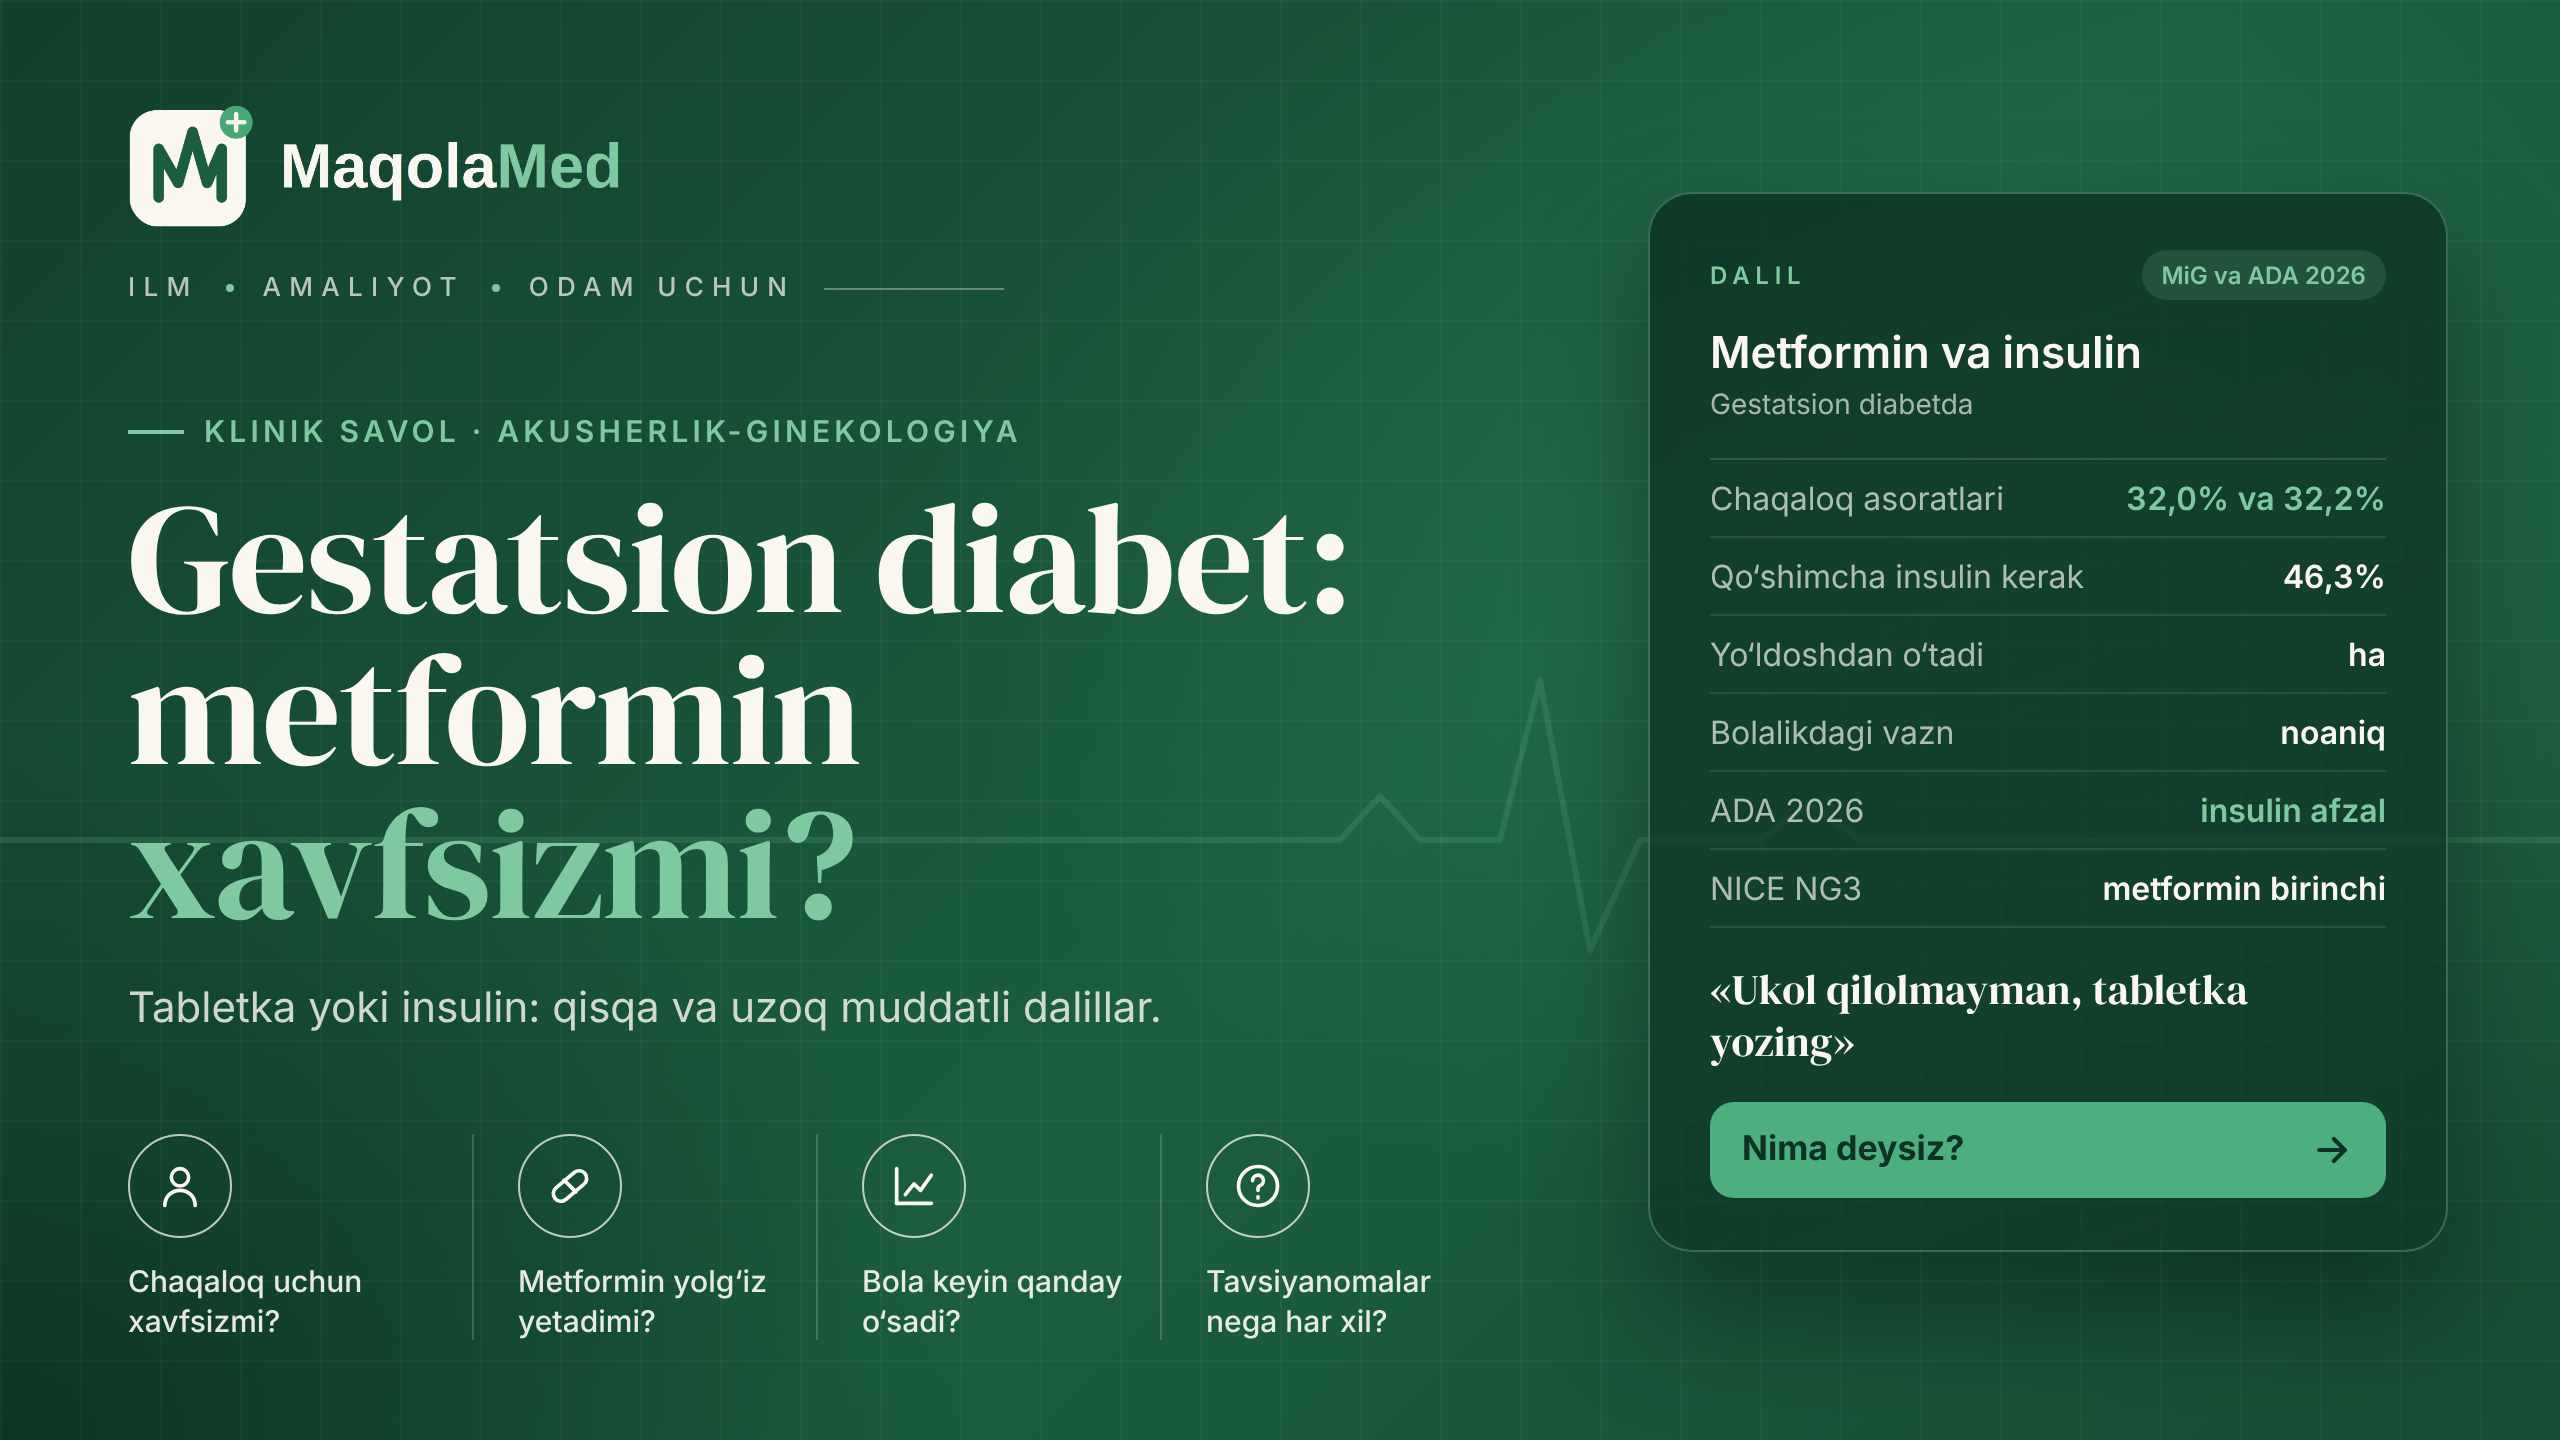 MaqolaMed
ILM • AMALIYOT • ODAM UCHUN
KLINIK SAVOL · AKUSHERLIK-GINEKOLOGIYA
Gestatsion diabet:
metformin
xavfsizmi?
Tabletka yoki insulin: qisqa va uzoq muddatli dalillar.
Chaqaloq uchun
xavfsizmi?
Metformin yolg‘iz
yetadimi?
Bola keyin qanday
o‘sadi?
Tavsiyanomalar
nega har xil?
DALIL
MiG va ADA 2026
Metformin va insulin
Gestatsion diabetda
Chaqaloq asoratlari 32,0% va 32,2%
Qo‘shimcha insulin kerak 46,3%
Yo‘ldoshdan o‘tadi ha
Bolalikdagi vazn noaniq
ADA 2026 insulin afzal
NICE NG3 metformin birinchi
«Ukol qilolmayman, tabletka
yozing»
Nima deysiz? →